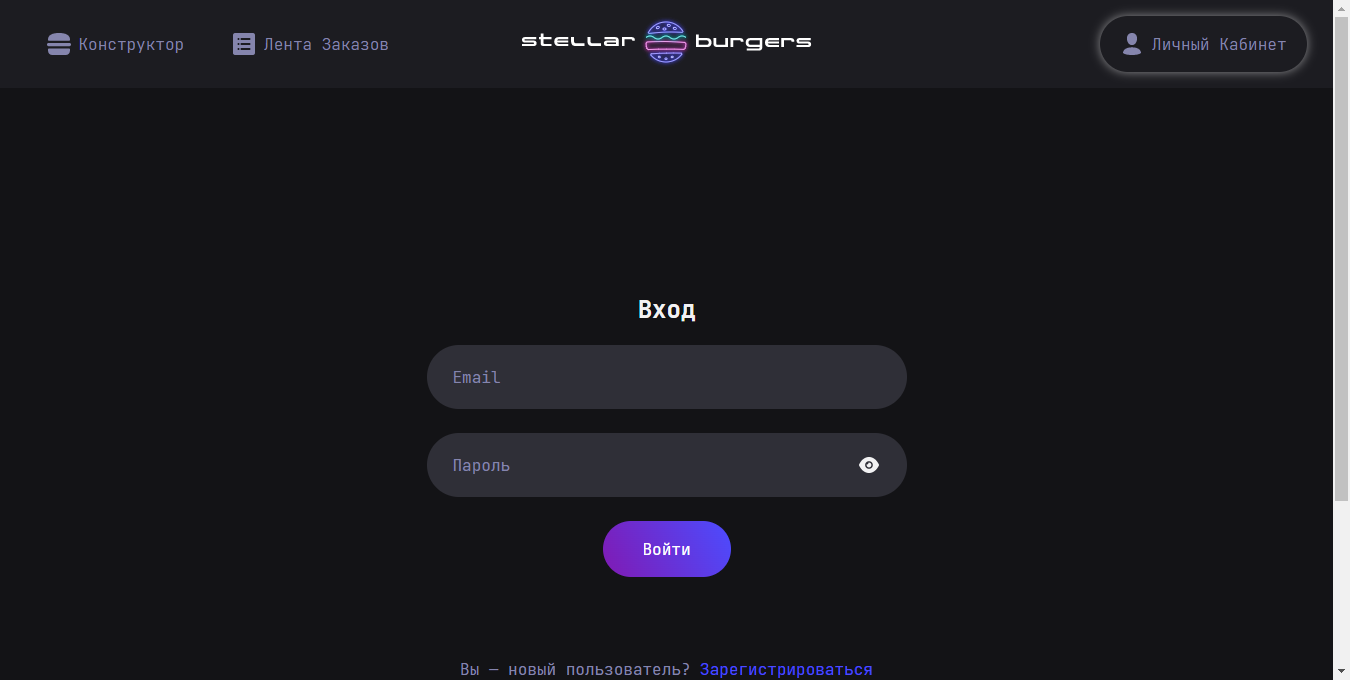 Конструктор
Лента Заказов
stellar burgers
Личный Кабинет
Вход
Email
Пароль
Войти
Вы — новый пользователь? Зарегистрироваться